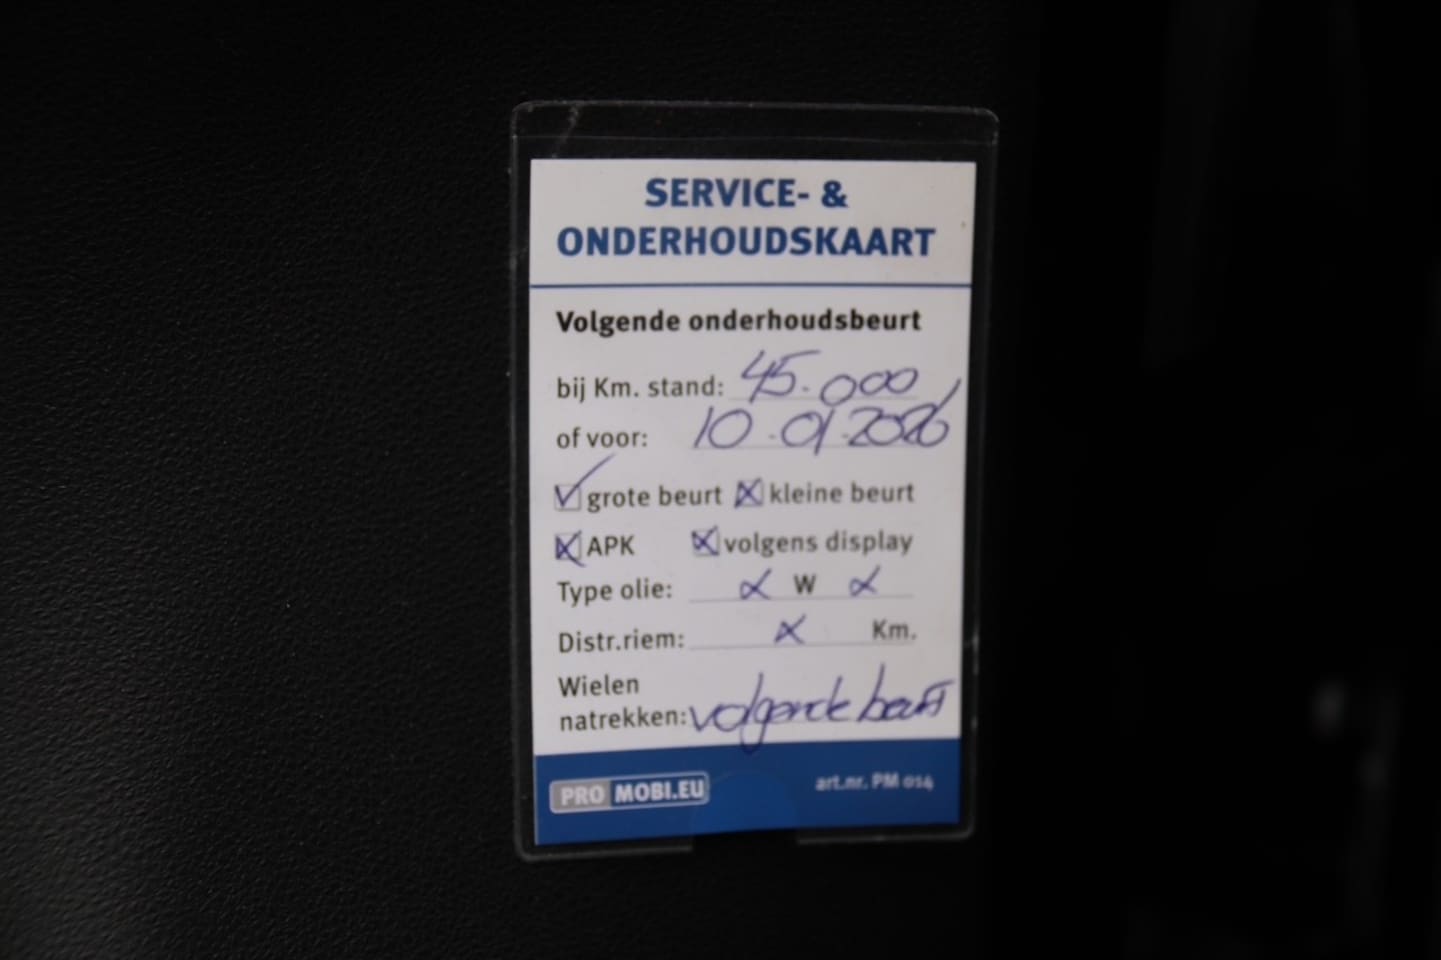 SERVICE- &
ONDERHOUDSKAART
Volgende onderhoudsbeurt
bij Km. stand: 45.000
of voor: 10-01-2026
grote beurt kleine beurt
APK volgens display
Type olie: W
Distr.riem: Km.
Wielen
natrekken: volgende beurt
PRO MOBI.EU art.nr. PM 014